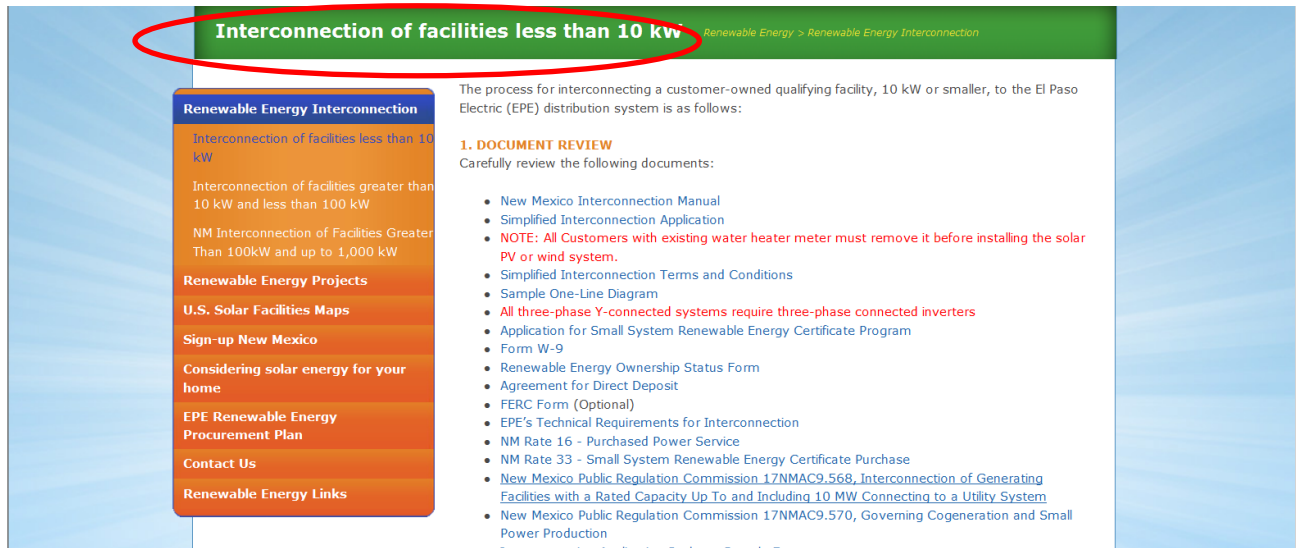 Interconnection of facilities less than 10 kW
Renewable Energy > Renewable Energy Interconnection
Renewable Energy Interconnection
Interconnection of facilities less than 10
kW
Interconnection of facilities greater than
10 kW and less than 100 kW
NM Interconnection of Facilities Greater
Than 100kW and up to 1,000 kW
Renewable Energy Projects
U.S. Solar Facilities Maps
Sign-up New Mexico
Considering solar energy for your
home
EPE Renewable Energy
Procurement Plan
Contact Us
Renewable Energy Links
The process for interconnecting a customer-owned qualifying facility, 10 kW or smaller, to the El Paso
Electric (EPE) distribution system is as follows:
1. DOCUMENT REVIEW
Carefully review the following documents:
• New Mexico Interconnection Manual
• Simplified Interconnection Application
• NOTE: All Customers with existing water heater meter must remove it before installing the solar
PV or wind system.
• Simplified Interconnection Terms and Conditions
• Sample One-Line Diagram
• All three-phase Y-connected systems require three-phase connected inverters
• Application for Small System Renewable Energy Certificate Program
• Form W-9
• Renewable Energy Ownership Status Form
• Agreement for Direct Deposit
• FERC Form (Optional)
• EPE's Technical Requirements for Interconnection
• NM Rate 16 - Purchased Power Service
• NM Rate 33 - Small System Renewable Energy Certificate Purchase
• New Mexico Public Regulation Commission 17NMAC9.568, Interconnection of Generating
Facilities with a Rated Capacity Up To and Including 10 MW Connecting to a Utility System
• New Mexico Public Regulation Commission 17NMAC9.570, Governing Cogeneration and Small
Power Production